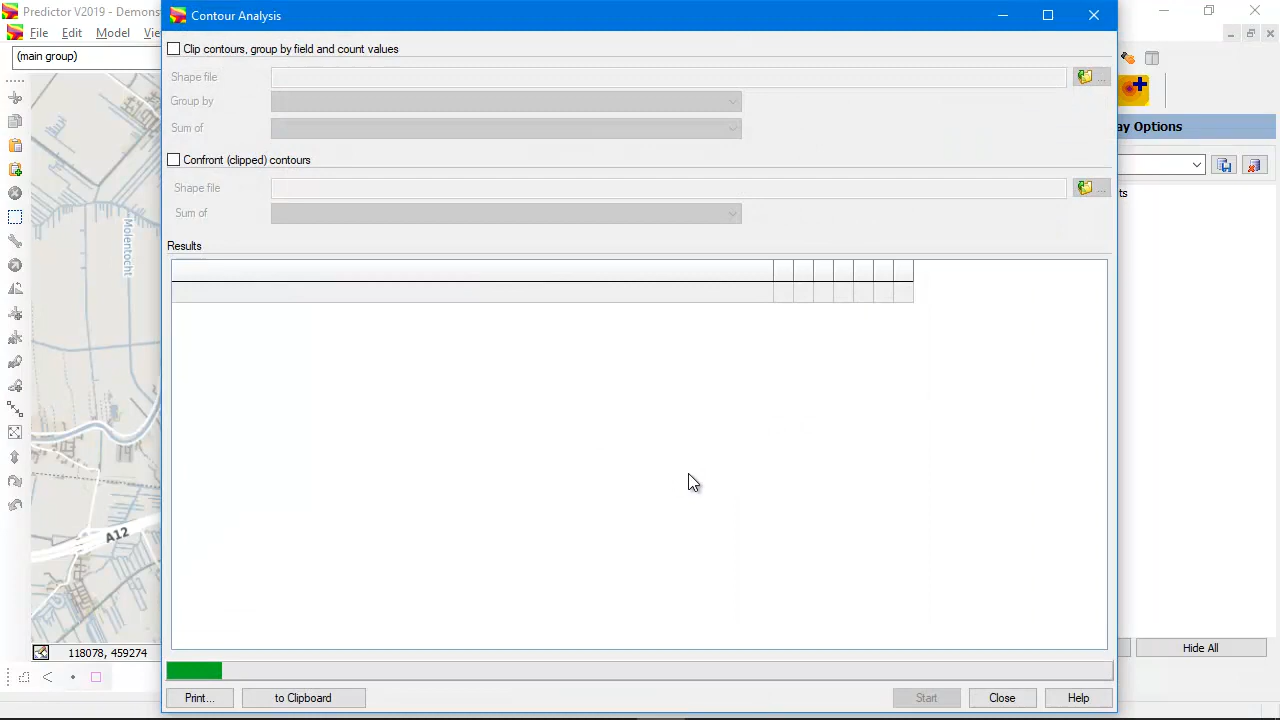 Predictor V2019 - Demons
Contour Analysis
File Edit Model Vie
(main group)
Clip contours, group by field and count values
Shape file
...
Group by
Sum of
ay Options
Confront (clipped) contours
Shape file
...
ts
Sum of
Results
Molentocht
A12
118078, 459274
Hide All
Print... to Clipboard Start Close Help